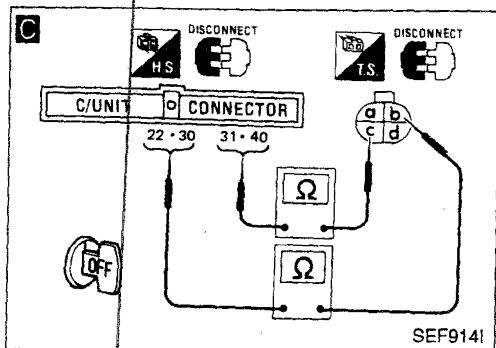 C
DISCONNECT
DISCONNECT
H.S.
T.S.
C/UNIT CONNECTOR
22・30 31・40
a b
c d
Ω
Ω
OFF
SEF914I